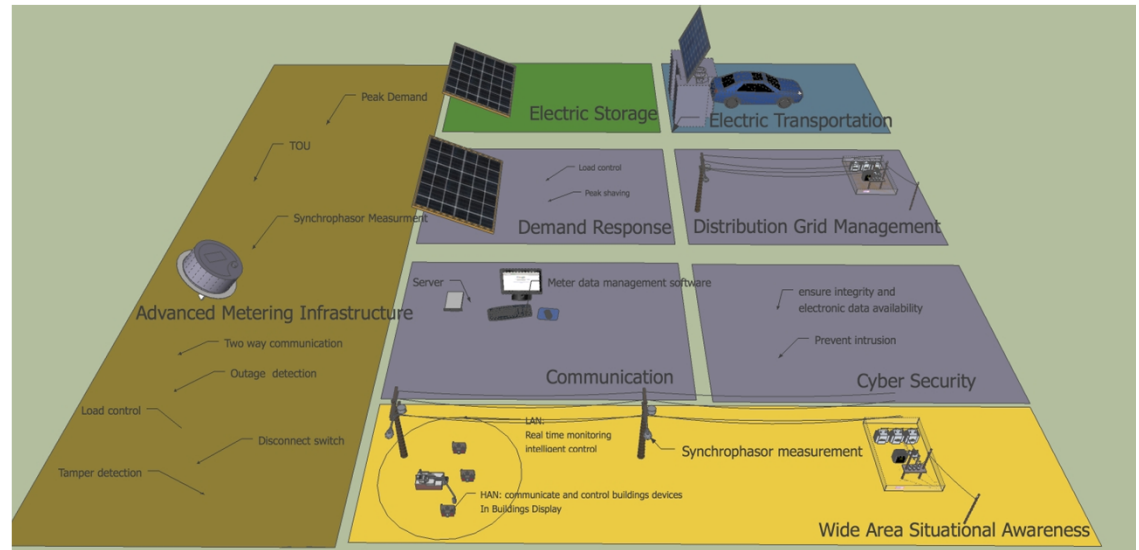 Peak Demand
TOU
Synchrophasor Measurment
Advanced Metering Infrastructure
Two way communication
Outage detection
Load control
Disconnect switch
Tamper detection
Electric Storage
Electric Transportation
Load control
Peak shaving
Demand Response
Distribution Grid Management
Server
Meter data management software
Communication
ensure integrity and
electronic data availability
Prevent intrusion
Cyber Security
LAN:
Real time monitoring
intelligent control
Synchrophasor measurement
HAN: communicate and control buildings devices
In Buildings Display
Wide Area Situational Awareness